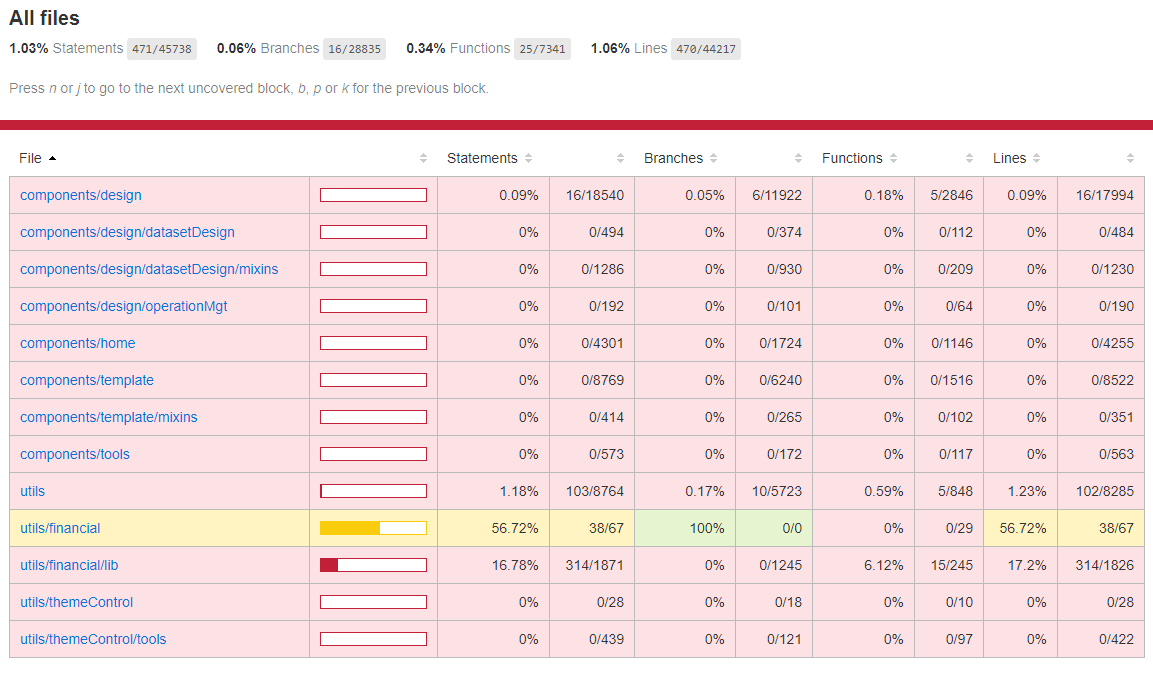 All files
1.03% Statements 471/45738 0.06% Branches 16/28835 0.34% Functions 25/7341 1.06% Lines 470/44217
Press n or j to go to the next uncovered block, b, p or k for the previous block.
File Statements Branches Functions Lines
components/design 0.09% 16/18540 0.05% 6/11922 0.18% 5/2846 0.09% 16/17994
components/design/datasetDesign 0% 0/494 0% 0/374 0% 0/112 0% 0/484
components/design/datasetDesign/mixins 0% 0/1286 0% 0/930 0% 0/209 0% 0/1230
components/design/operationMgt 0% 0/192 0% 0/101 0% 0/64 0% 0/190
components/home 0% 0/4301 0% 0/1724 0% 0/1146 0% 0/4255
components/template 0% 0/8769 0% 0/6240 0% 0/1516 0% 0/8522
components/template/mixins 0% 0/414 0% 0/265 0% 0/102 0% 0/351
components/tools 0% 0/573 0% 0/172 0% 0/117 0% 0/563
utils 1.18% 103/8764 0.17% 10/5723 0.59% 5/848 1.23% 102/8285
utils/financial 56.72% 38/67 100% 0/0 0% 0/29 56.72% 38/67
utils/financial/lib 16.78% 314/1871 0% 0/1245 6.12% 15/245 17.2% 314/1826
utils/themeControl 0% 0/28 0% 0/18 0% 0/10 0% 0/28
utils/themeControl/tools 0% 0/439 0% 0/121 0% 0/97 0% 0/422